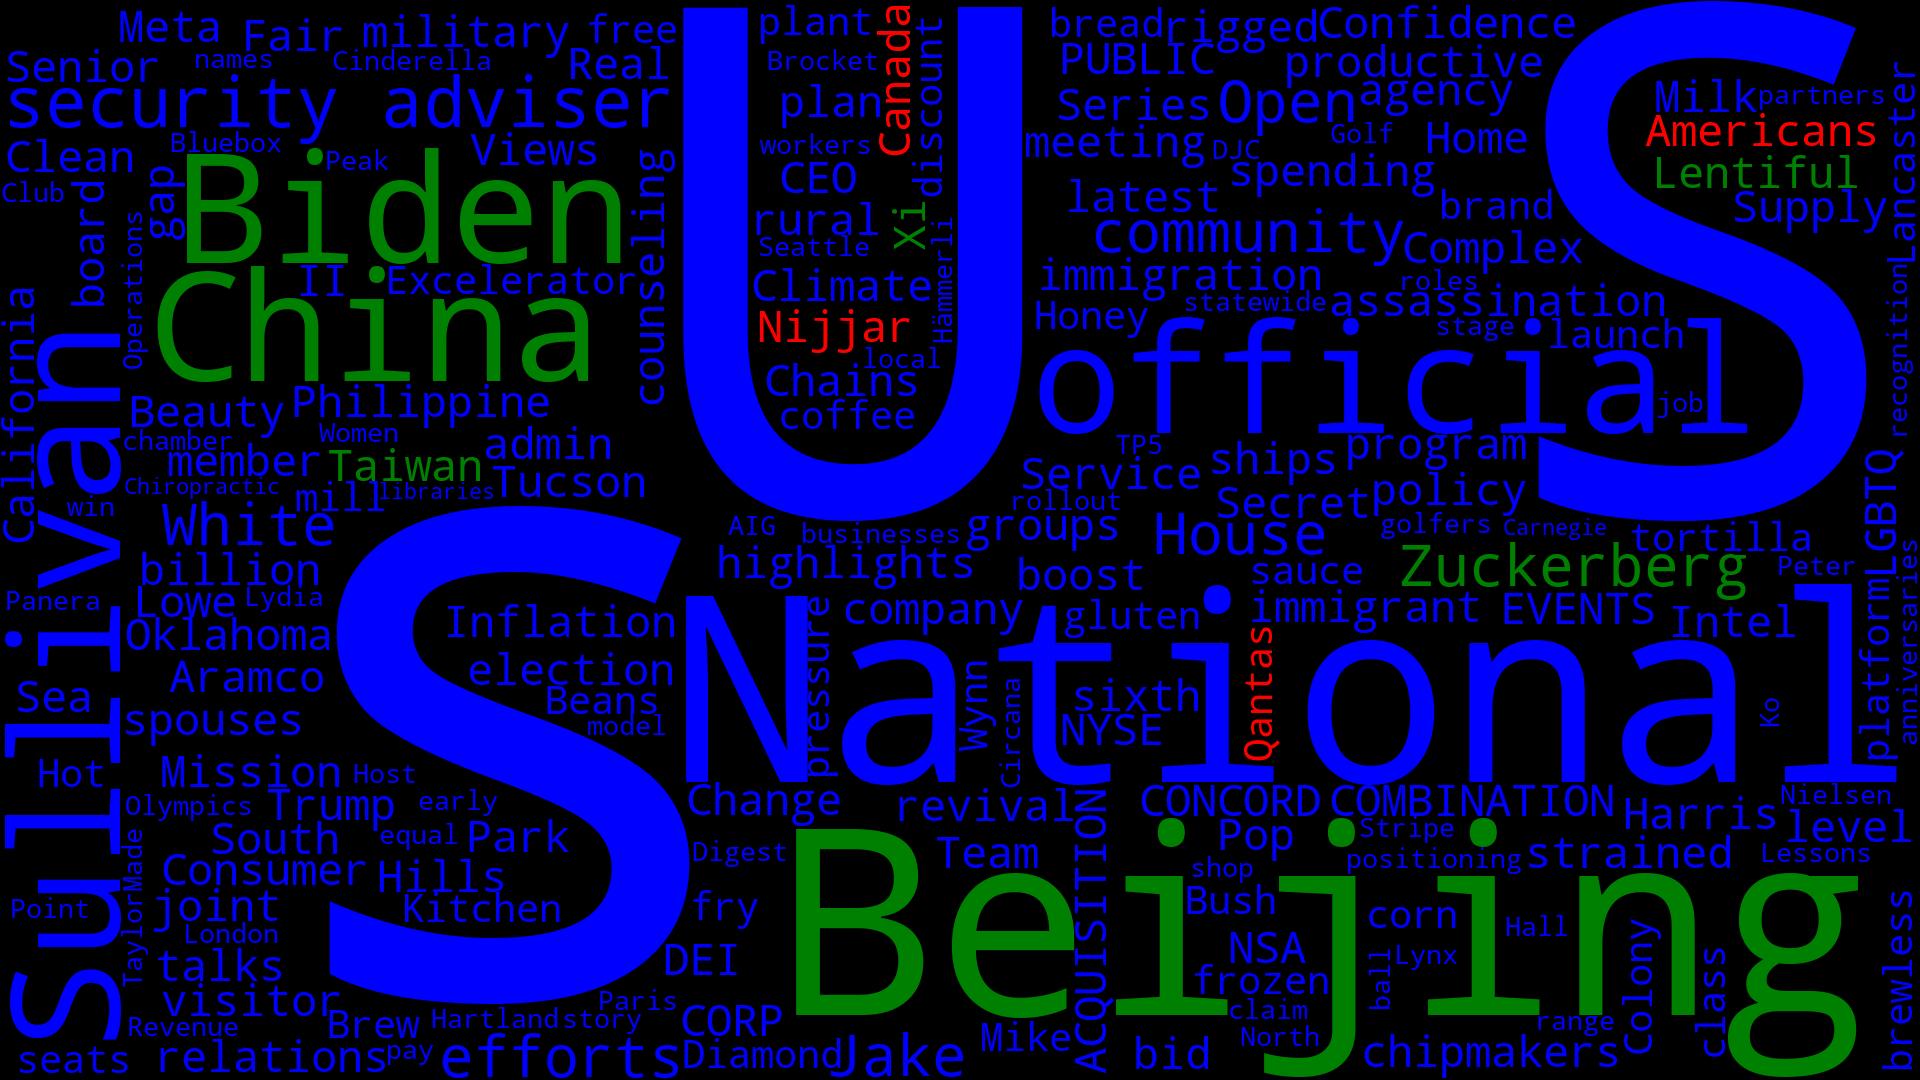 U
S
S
National
Beijing
official
Biden
China
Sullivan
security adviser
Meta
Fair
military
free
Senior
names
Cinderella
Real
Clean
Bluebox
Peak
Views
Club
board
gap
Operations
California
II
Excelerator
counseling
plant
Canada
discount
Brocket
plan
workers
CEO
rural
Xi
Seattle
Climate
Hämmerli
Nijjar
local
Chains
coffee
bread
rigged
Confidence
PUBLIC
productive
Series
Open
agency
meeting
DJC
Golf
Home
spending
latest
brand
community
Complex
immigration
roles
statewide
assassination
Honey
stage
launch
job
Milk
partners
Americans
Lentiful
Supply
Lancaster
recognition
Beauty
Philippine
chamber
Women
admin
member
Taiwan
Tucson
Chiropractic
mill
libraries
win
White
billion
Panera
Lowe
Lydia
Oklahoma
Aramco
Sea
spouses
Hot
Mission
Host
Olympics
Trump
early
South
equal
Park
Consumer
Hills
TaylorMade
Point
joint
Kitchen
London
talks
visitor
Paris
Revenue
Brew
Hartland
story
seats
relations
pay
efforts
Inflation
election
Beans
model
TP5
ships
program
Service
rollout
Secret
policy
AIG
businesses
groups
House
golfers
Carnegie
tortilla
LGBTQ
highlights
boost
sauce
Zuckerberg
Peter
company
gluten
immigrant
EVENTS
Intel
platform
anniversaries
pressure
Wynn
Circana
sixth
NYSE
Qantas
Ko
Change
revival
ACQUISITION
CONCORD
COMBINATION
Nielsen
Harris
level
Digest
Team
Pop
Stripe
positioning
strained
Lessons
shop
fry
Bush
corn
Hall
DEI
NSA
Lynx
frozen
ball
claim
Colony
class
brewless
CORP
Mike
North
range
Diamond
Jake
bid
chipmakers